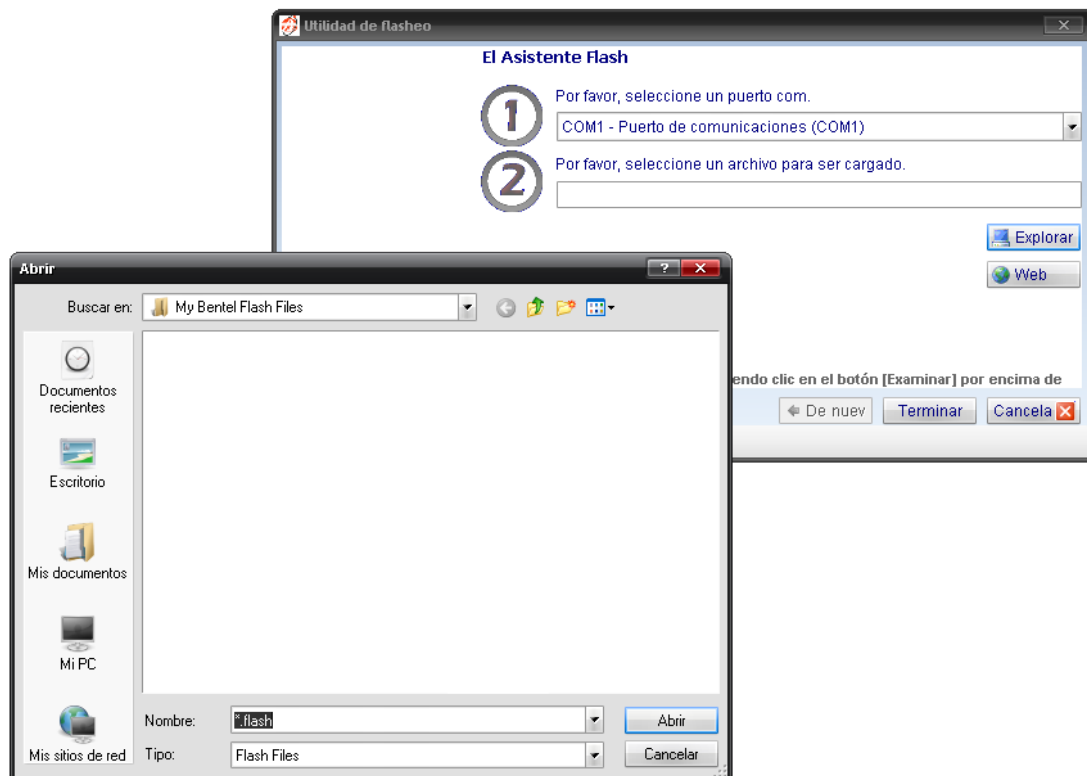 Utilidad de flasheo
El Asistente Flash
1
Por favor, seleccione un puerto com.
COM1 - Puerto de comunicaciones (COM1)
2
Por favor, seleccione un archivo para ser cargado.
Explorar
Web
endo clic en el botón [Examinar] por encima de
De nuev
Terminar
Cancela
Abrir
Buscar en:
My Bentel Flash Files
Documentos
recientes
Escritorio
Mis documentos
Mi PC
Mis sitios de red
Nombre:
*.flash
Abrir
Tipo:
Flash Files
Cancelar